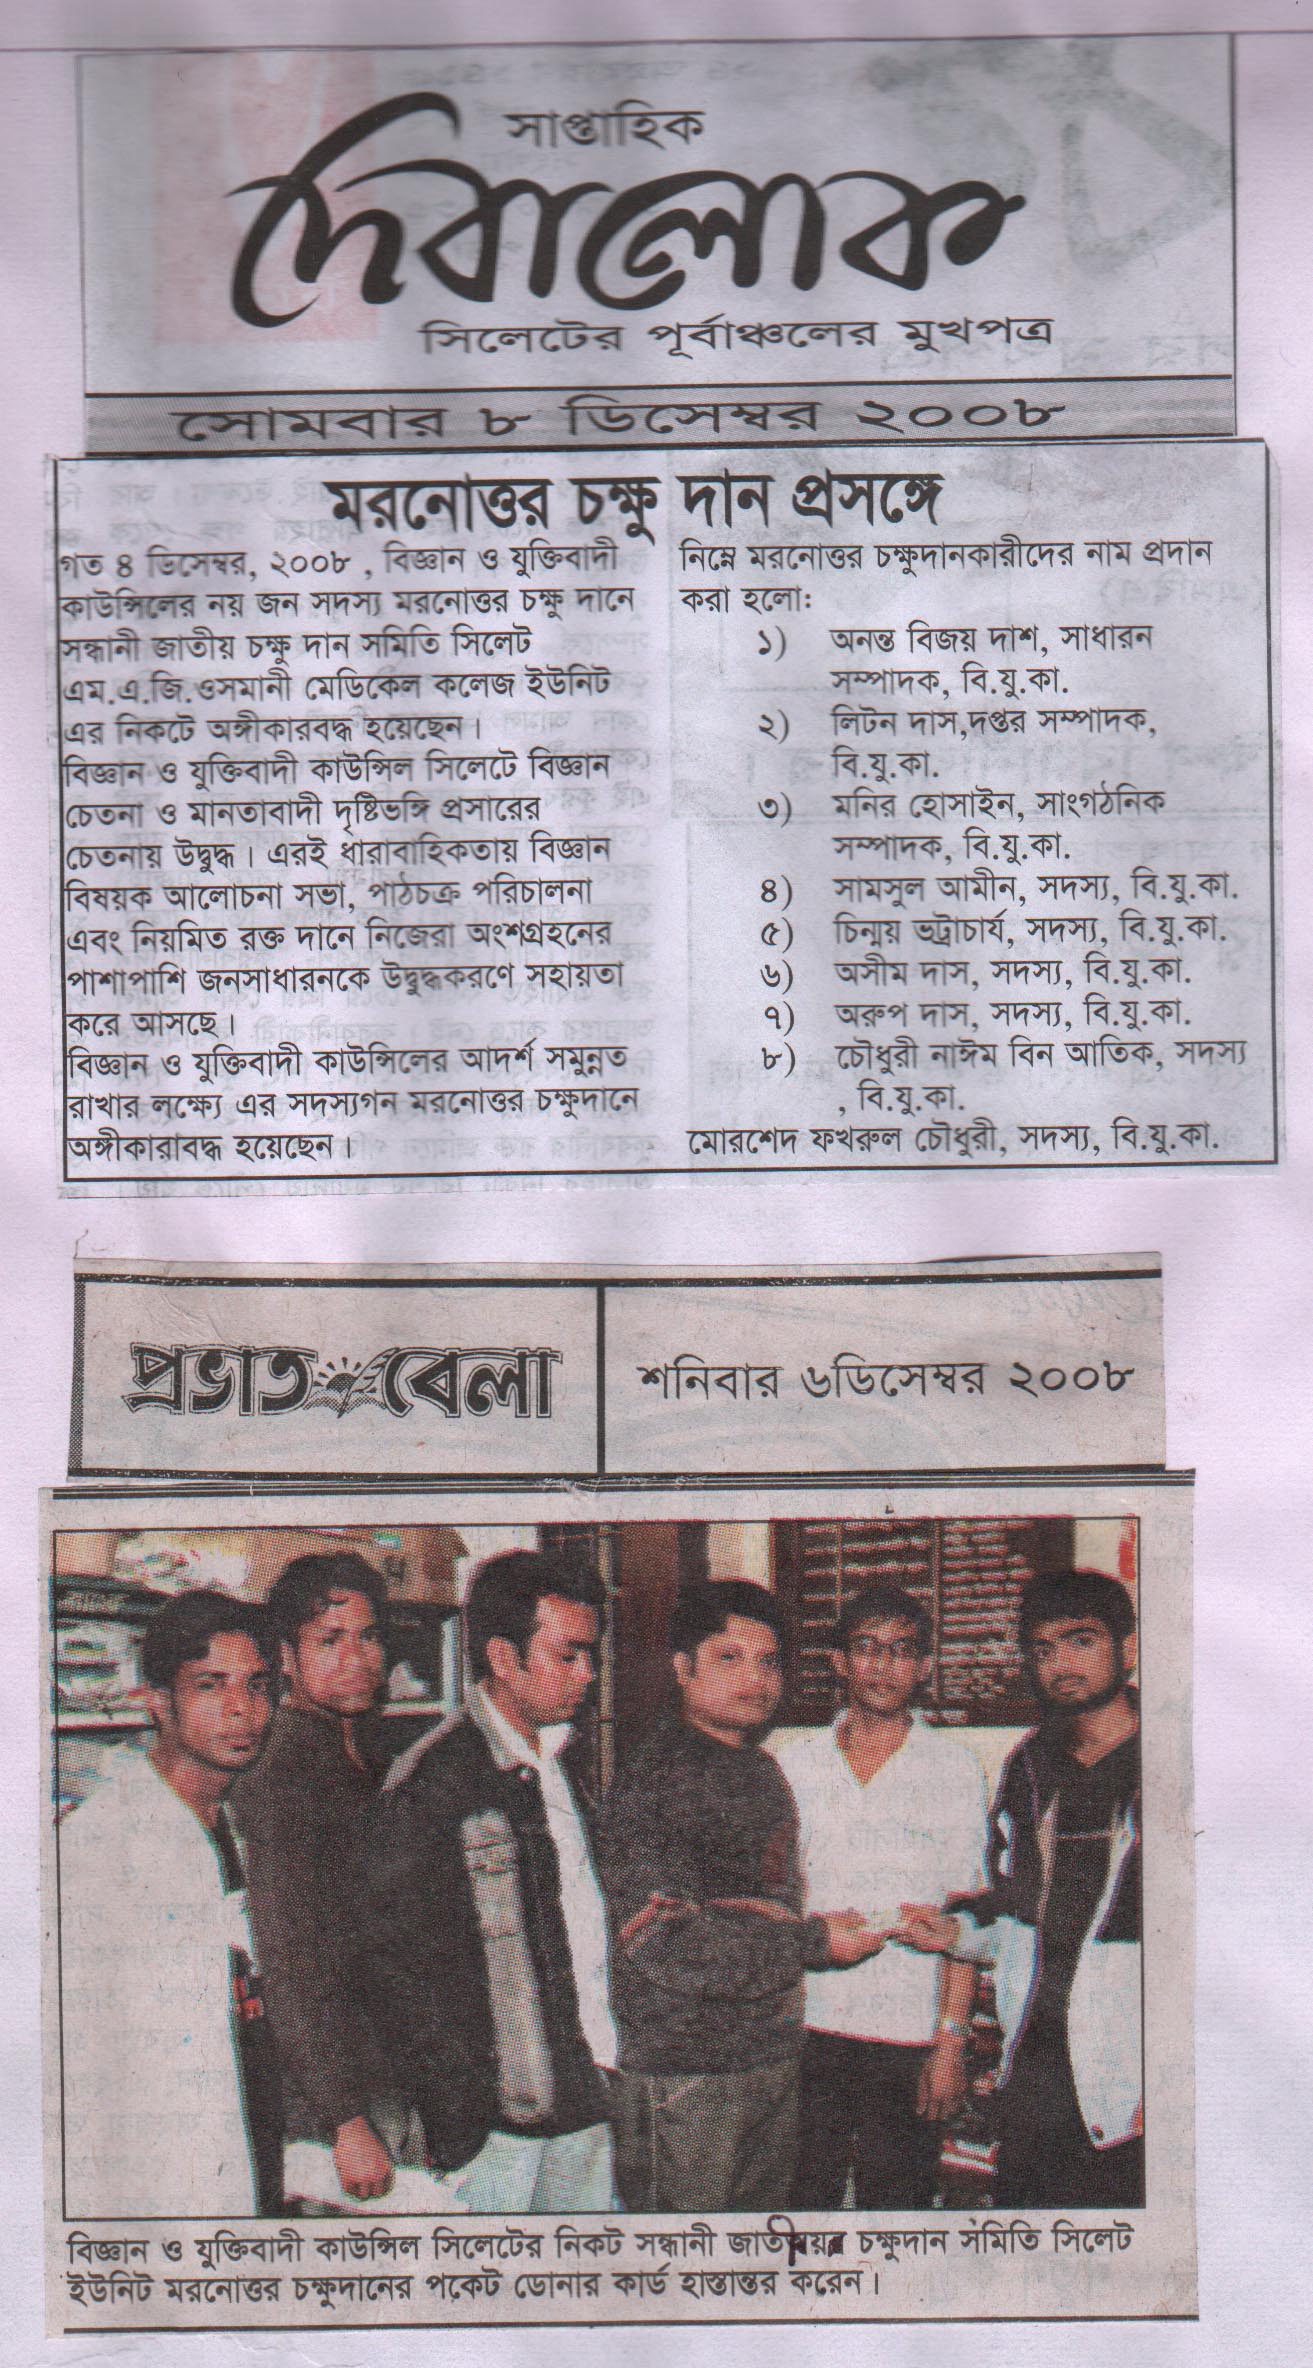 সাপ্তাহিক
দেবালোক
সিলেটের পূর্বাঞ্চলের মুখপত্র
সোমবার ৮ ডিসেম্বর ২০০৮
মরনোত্তর চক্ষু দান প্রসঙ্গে
গত ৪ ডিসেম্বর, ২০০৮ , বিজ্ঞান ও যুক্তিবাদী
কাউন্সিলের নয় জন সদস্য মরনোত্তর চক্ষু দানে
সন্ধানী জাতীয় চক্ষু দান সমিতি সিলেট
এম.এ.জি.ওসমানী মেডিকেল কলেজ ইউনিট
এর নিকটে অঙ্গীকারবদ্ধ হয়েছেন।
বিজ্ঞান ও যুক্তিবাদী কাউন্সিল সিলেটে বিজ্ঞান
চেতনা ও মানতাবাদী দৃষ্টিভঙ্গি প্রসারের
চেতনায় উদ্বুদ্ধ। এরই ধারাবাহিকতায় বিজ্ঞান
বিষয়ক আলোচনা সভা, পাঠচক্র পরিচালনা
এবং নিয়মিত রক্ত দানে নিজেরা অংশগ্রহনের
পাশাপাশি জনসাধারনকে উদ্বুদ্ধকরণে সহায়তা
করে আসছে।
বিজ্ঞান ও যুক্তিবাদী কাউন্সিলের আদর্শ সমুন্নত
রাখার লক্ষ্যে এর সদস্যগন মরনোত্তর চক্ষুদানে
অঙ্গীকারাবদ্ধ হয়েছেন।
নিম্নে মরনোত্তর চক্ষুদানকারীদের নাম প্রদান
করা হলো:
১) অনন্ত বিজয় দাশ, সাধারন
সম্পাদক, বি.যু.কা.
২) লিটন দাস,দপ্তর সম্পাদক,
বি.যু.কা.
৩) মনির হোসাইন, সাংগঠনিক
সম্পাদক, বি.যু.কা.
৪) সামসুল আমীন, সদস্য, বি.যু.কা.
৫) চিন্ময় ভট্রাচার্য, সদস্য, বি.যু.কা.
৬) অসীম দাস, সদস্য, বি.যু.কা.
৭) অরুপ দাস, সদস্য, বি.যু.কা.
৮) চৌধুরী নাঈম বিন আতিক, সদস্য
, বি.যু.কা.
মোরশেদ ফখরুল চৌধুরী, সদস্য, বি.যু.কা.
প্রভাত বেলা
শনিবার ৬ডিসেম্বর ২০০৮
বিজ্ঞান ও যুক্তিবাদী কাউন্সিল সিলেটের নিকট সন্ধানী চক্ষুদান সমিতি সিলেট
ইউনিট মরনোত্তর চক্ষুদানের পকেট ডোনার কার্ড হাস্তান্তর করেন।